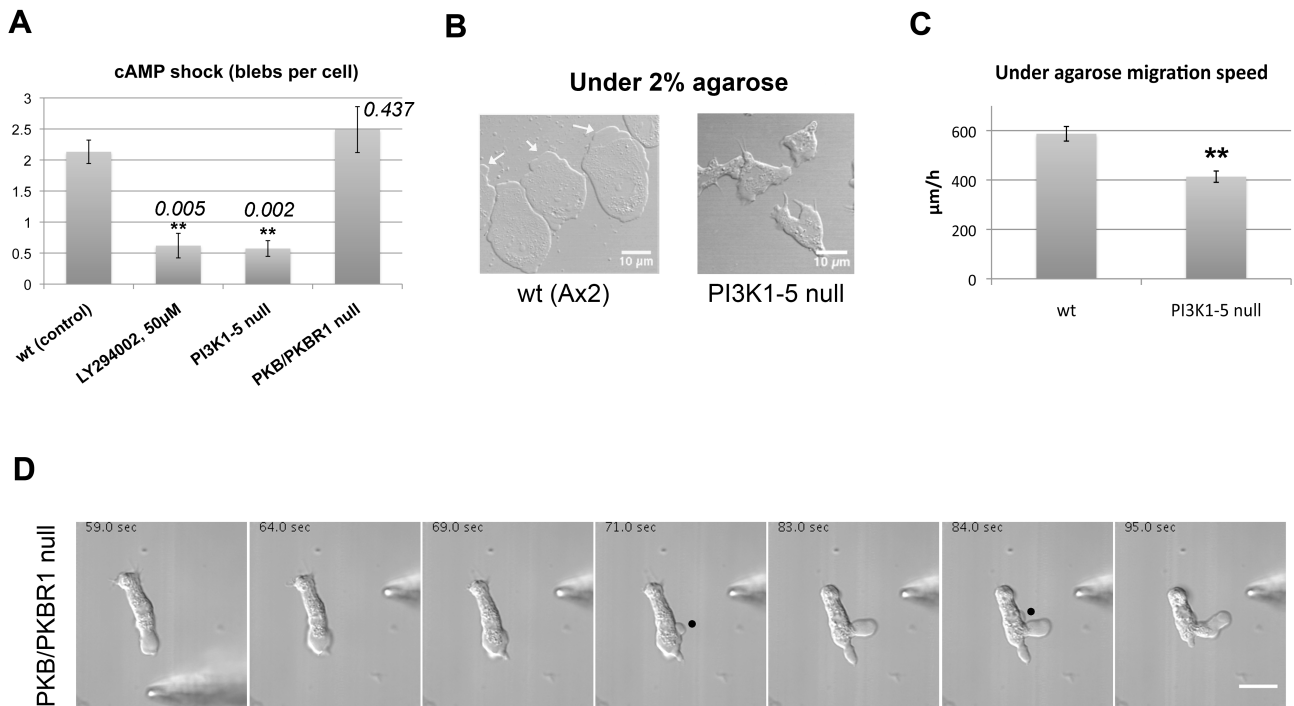 A
cAMP shock (blebs per cell)
3
2.5
2
1.5
1
0.5
0
0.437
0.005
**
0.002
**
wt (control)
LY294002, 50µM
PI3K1-5 null
PKB/PKBR1 null
B
Under 2% agarose
10 µm
10 µm
wt (Ax2)
PI3K1-5 null
C
Under agarose migration speed
µm/h
600
400
200
0
**
wt
PI3K1-5 null
D
PKB/PKBR1 null
59.0 sec
64.0 sec
69.0 sec
71.0 sec
83.0 sec
84.0 sec
95.0 sec